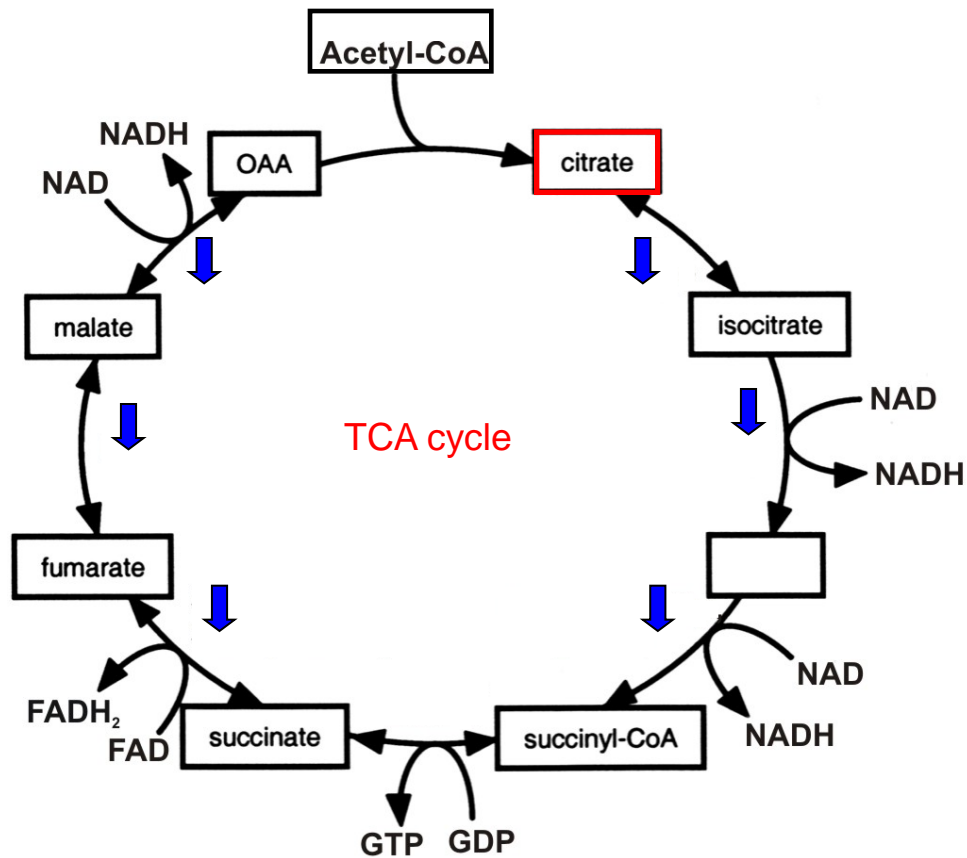 Acetyl-CoA
NADH
OAA
citrate
NAD
malate
isocitrate
NAD
TCA cycle
NADH
fumarate
NAD
FADH₂
succinate
succinyl-CoA
NADH
FAD
GTP
GDP